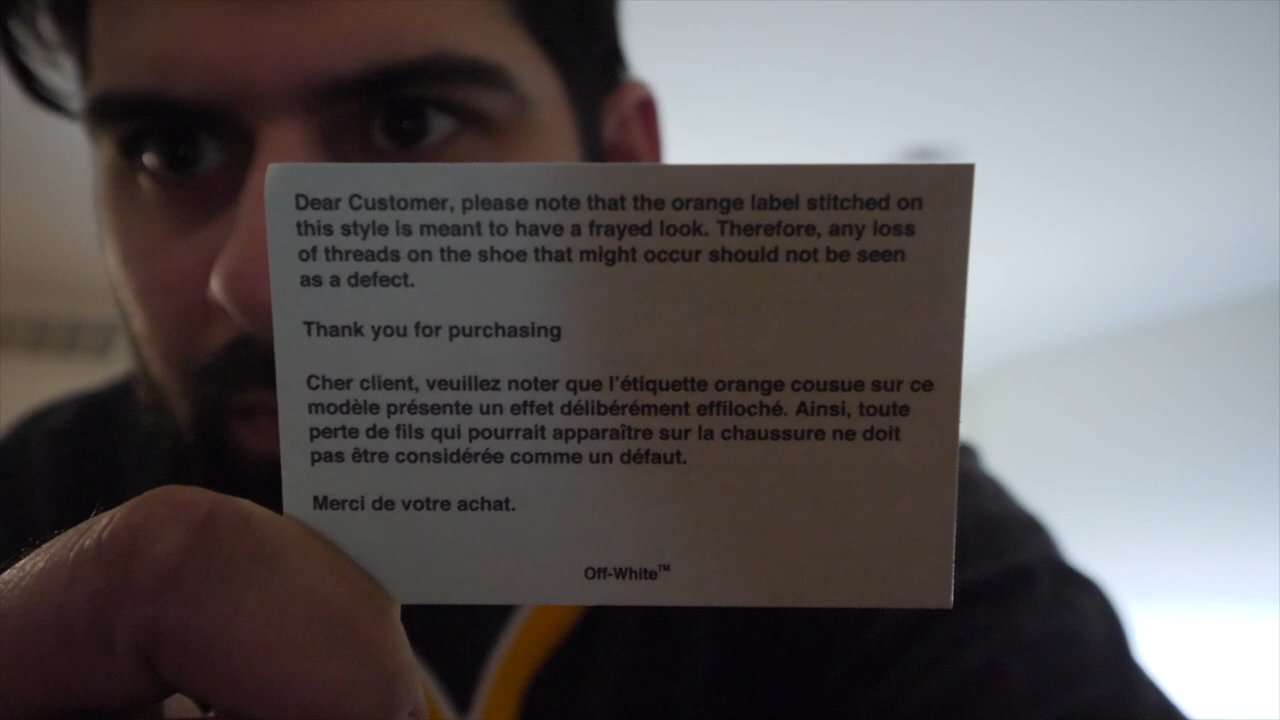 Dear Customer, please note that the orange label stitched on
this style is meant to have a frayed look. Therefore, any loss
of threads on the shoe that might occur should not be seen
as a defect.
Thank you for purchasing
Cher client, veuillez noter que l'étiquette orange cousue sur ce
modèle présente un effet délibérément effiloché. Ainsi, toute
perte de fils qui pourrait apparaître sur la chaussure ne doit
pas être considérée comme un défaut.
Merci de votre achat.
Off-White™